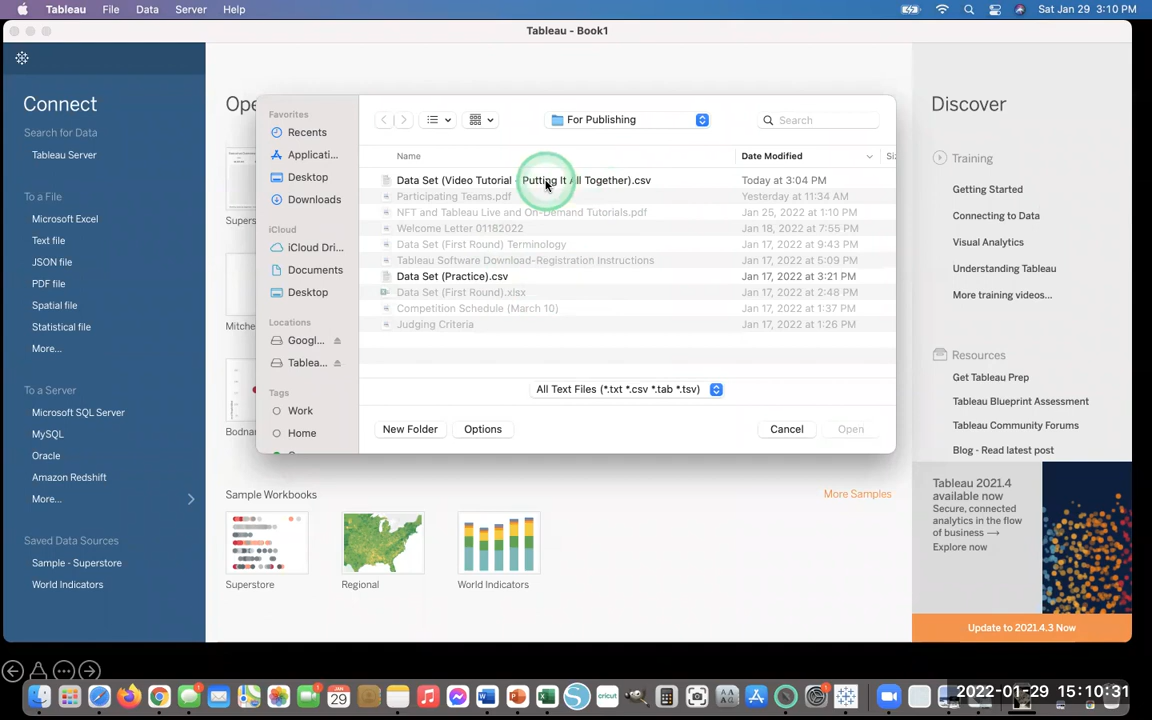 Tableau File Data Server Help
Sat Jan 29 3:10 PM
Tableau - Book1
Connect
Search for Data
Tableau Server
To a File
Microsoft Excel
Text file
JSON file
PDF file
Spatial file
Statistical file
More...
To a Server
Microsoft SQL Server
MySQL
Oracle
Amazon Redshift
More...
Saved Data Sources
Sample - Superstore
World Indicators
Ope
Supers
Mitche
Bodna
Favorites
Recents
Applicati...
Desktop
Downloads
iCloud
iCloud Dri...
Documents
Desktop
Locations
Googl...
Tablea...
Tags
Work
Home
For Publishing
Search
Name Date Modified
Data Set (Video Tutorial - Putting It All Together).csv Today at 3:04 PM
Participating Teams.pdf Yesterday at 11:34 AM
NFT and Tableau Live and On-Demand Tutorials.pdf Jan 25, 2022 at 1:10 PM
Welcome Letter 01182022 Jan 18, 2022 at 7:55 PM
Data Set (First Round) Terminology Jan 17, 2022 at 9:43 PM
Tableau Software Download-Registration Instructions Jan 17, 2022 at 5:09 PM
Data Set (Practice).csv Jan 17, 2022 at 3:21 PM
Data Set (First Round).xlsx Jan 17, 2022 at 2:48 PM
Competition Schedule (March 10) Jan 17, 2022 at 1:37 PM
Judging Criteria Jan 17, 2022 at 1:26 PM
All Text Files (*.txt *.csv *.tab *.tsv)
New Folder Options Cancel Open
Sample Workbooks More Samples
Superstore Regional World Indicators
Discover
Training
Getting Started
Connecting to Data
Visual Analytics
Understanding Tableau
More training videos...
Resources
Get Tableau Prep
Tableau Blueprint Assessment
Tableau Community Forums
Blog - Read latest post
Tableau 2021.4
available now
Secure, connected
analytics in the flow
of business →
Explore now
Update to 2021.4.3 Now
2022-01-29 15:10:31